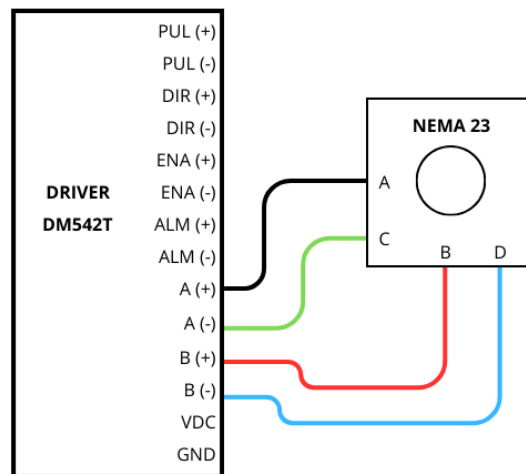 PUL (+)
PUL (-)
DIR (+)
DIR (-)
ENA (+)
ENA (-)
ALM (+)
ALM (-)
A (+)
A (-)
B (+)
B (-)
VDC
GND
DRIVER
DM542T
NEMA 23
A
C
B
D